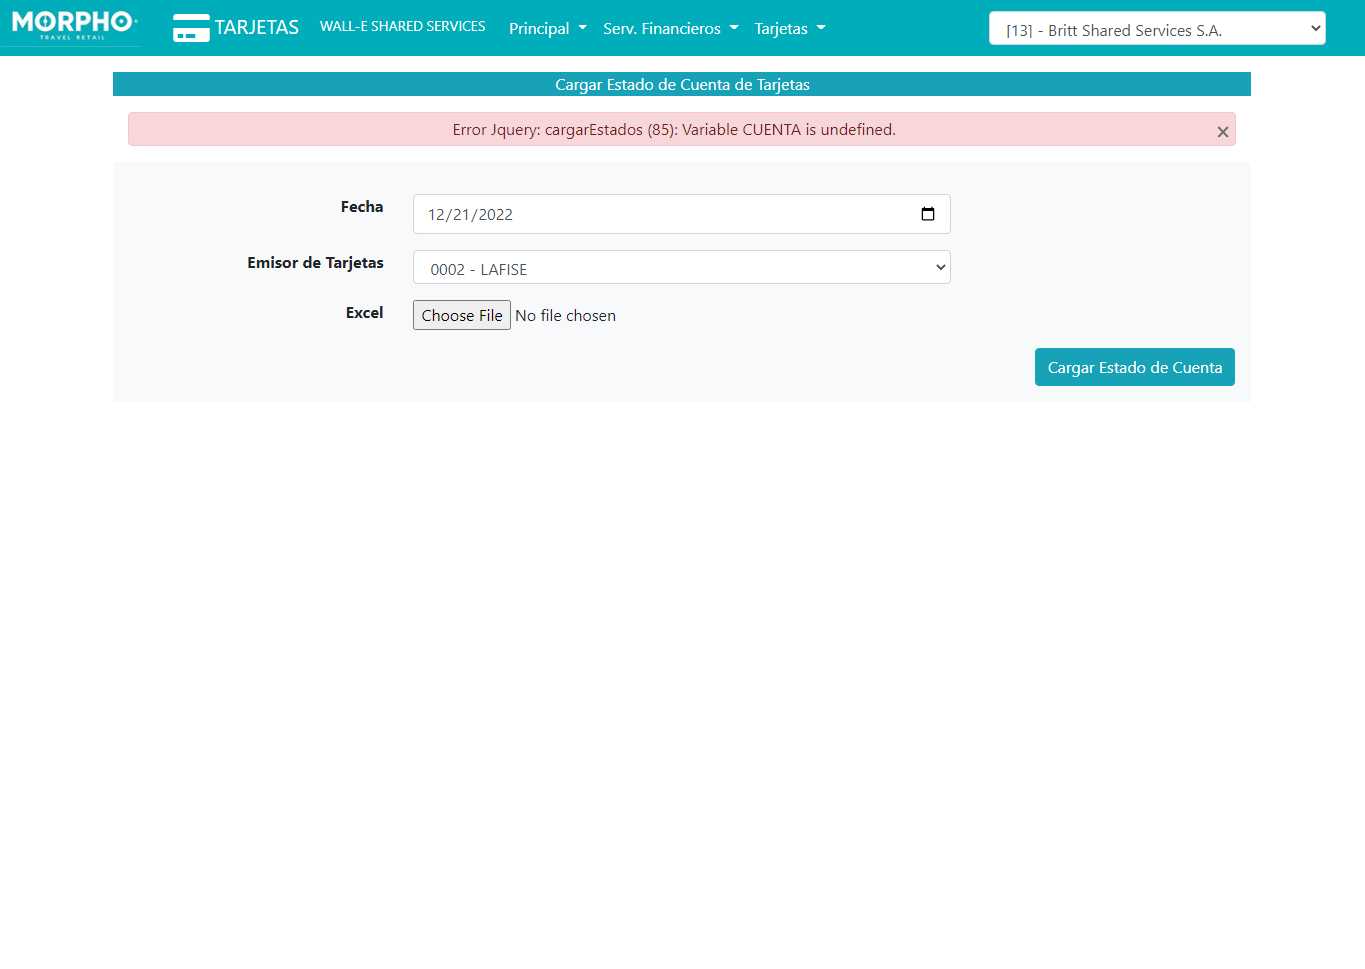 MORPHO
TRAVEL RETAIL
TARJETAS
WALL-E SHARED SERVICES
Principal
Serv. Financieros
Tarjetas
[13] - Britt Shared Services S.A.
Cargar Estado de Cuenta de Tarjetas
Error Jquery: cargarEstados (85): Variable CUENTA is undefined.
×
Fecha
12/21/2022
Emisor de Tarjetas
0002 - LAFISE
Excel
Choose File No file chosen
Cargar Estado de Cuenta